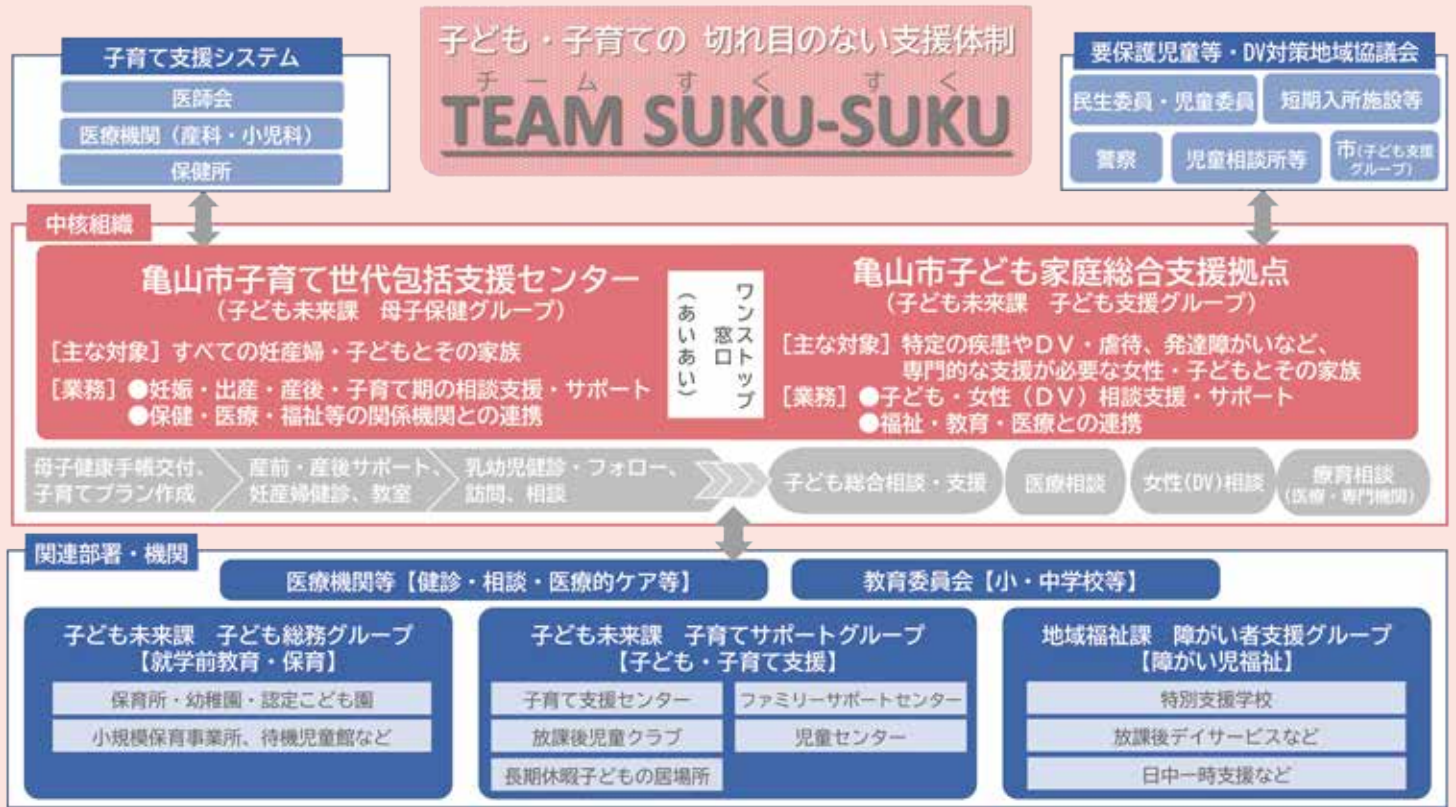 子ども・子育ての 切れ目のない支援体制
チーム すく すく
TEAM SUKU-SUKU
子育て支援システム
医師会
医療機関（産科・小児科）
保健所
要保護児童等・DV対策地域協議会
民生委員・児童委員
短期入所施設等
警察
児童相談所等
市(子ども支援
グループ)
中核組織
亀山市子育て世代包括支援センター
（子ども未来課　母子保健グループ）
［主な対象］すべての妊産婦・子どもとその家族
［業務］●妊娠・出産・産後・子育て期の相談支援・サポート
●保健・医療・福祉等の関係機関との連携
ワンストップ
窓口
（あいあい）
亀山市子ども家庭総合支援拠点
（子ども未来課　子ども支援グループ）
［主な対象］特定の疾患やＤＶ・虐待、発達障がいなど、
専門的な支援が必要な女性・子どもとその家族
［業務］●子ども・女性（ＤＶ）相談支援・サポート
●福祉・教育・医療との連携
母子健康手帳交付、
子育てプラン作成
産前・産後サポート、
妊産婦健診、教室
乳幼児健診・フォロー、
訪問、相談
子ども総合相談・支援
医療相談
女性(DV)相談
療育相談
(医療・専門機関)
関連部署・機関
医療機関等【健診・相談・医療的ケア等】
教育委員会【小・中学校等】
子ども未来課　子ども総務グループ
【就学前教育・保育】
保育所・幼稚園・認定こども園
小規模保育事業所、待機児童館など
子ども未来課　子育てサポートグループ
【子ども・子育て支援】
子育て支援センター
ファミリーサポートセンター
放課後児童クラブ
児童センター
長期休暇子どもの居場所
地域福祉課　障がい者支援グループ
【障がい児福祉】
特別支援学校
放課後デイサービスなど
日中一時支援など